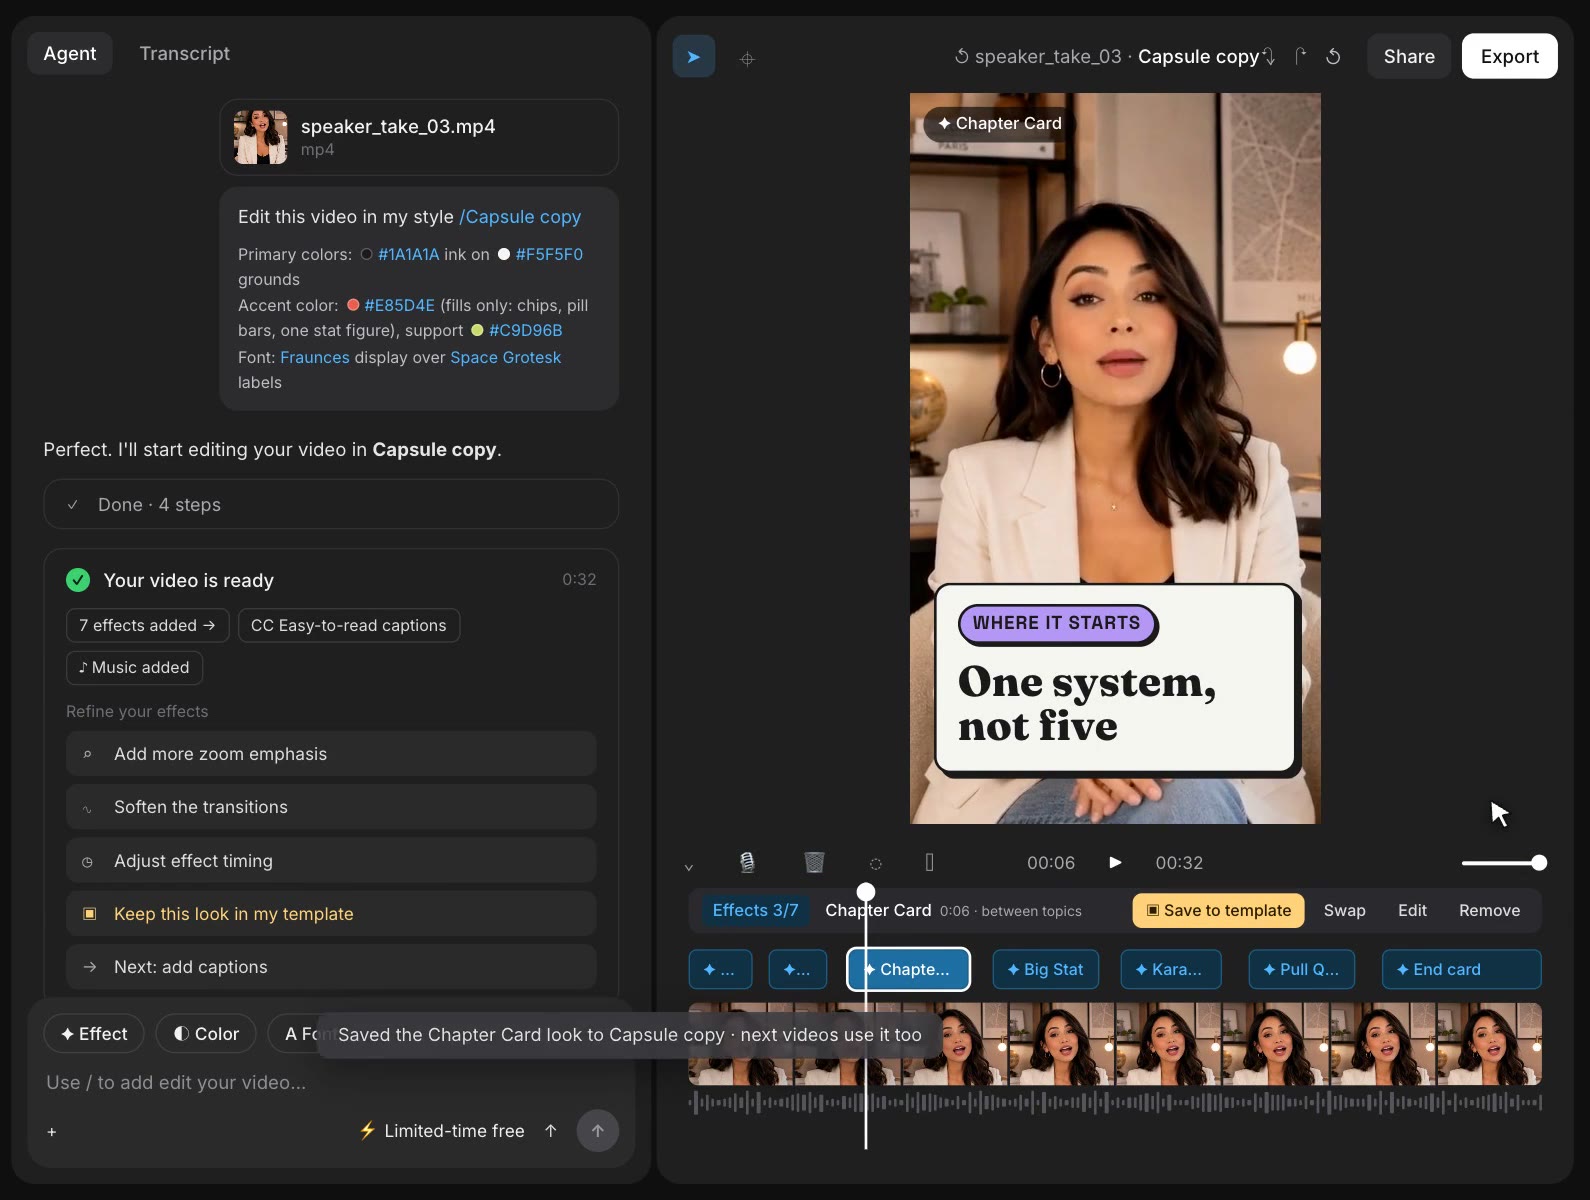 Agent
Transcript
speaker_take_03.mp4
mp4
Edit this video in my style /Capsule copy
Primary colors: #1A1A1A ink on #F5F5F0
grounds
Accent color: #E85D4E (fills only: chips, pill
bars, one stat figure), support #C9D96B
Font: Fraunces display over Space Grotesk
labels
Perfect. I'll start editing your video in Capsule copy.
✓ Done · 4 steps
Your video is ready
0:32
7 effects added →
CC Easy-to-read captions
♪ Music added
Refine your effects
Add more zoom emphasis
Soften the transitions
Adjust effect timing
Keep this look in my template
→ Next: add captions
✦ Effect
Color
A Fo
Saved the Chapter Card look to Capsule copy · next videos use it too
Use / to add edit your video...
+
⚡ Limited-time free ↑
speaker_take_03 · Capsule copy
Share
Export
✦ Chapter Card
PARIS
WHERE IT STARTS
One system,
not five
00:06
00:32
Effects 3/7
Chapter Card
0:06 · between topics
Save to template
Swap
Edit
Remove
✦ ...
✦...
✦ Chapte...
✦ Big Stat
✦ Kara...
✦ Pull Q...
✦ End card